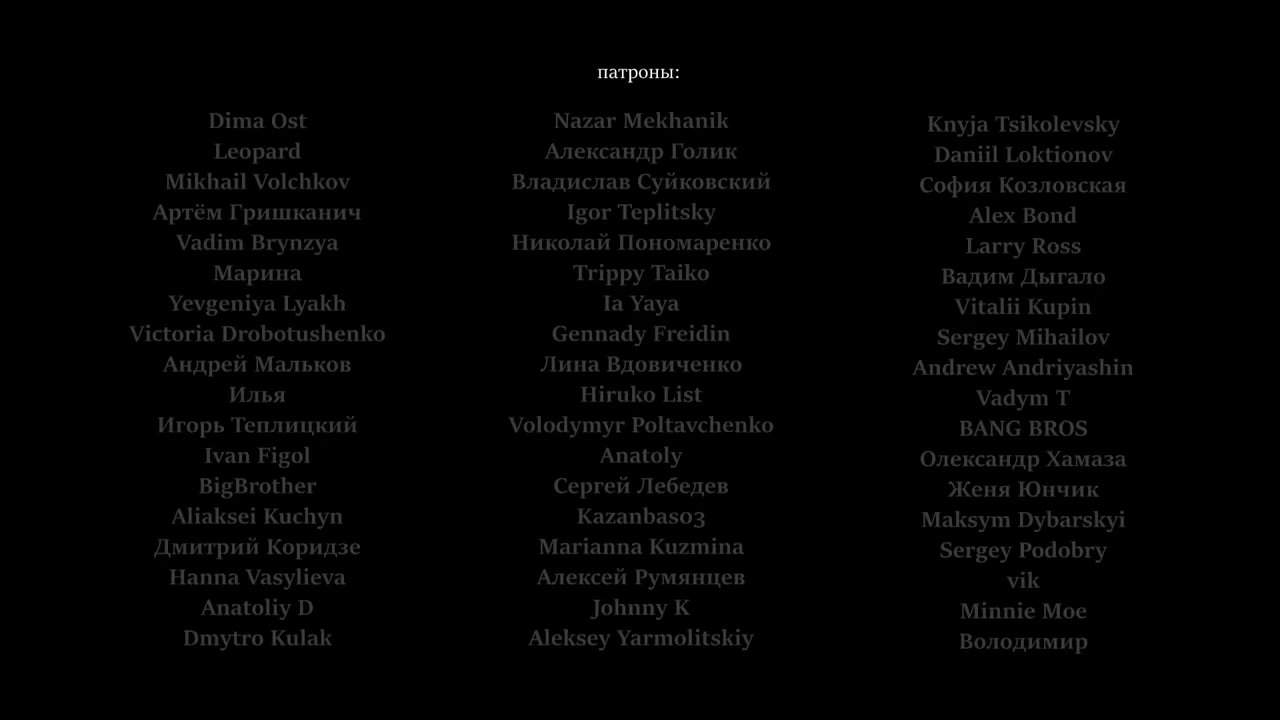 патроны:
Dima Ost
Leopard
Mikhail Volchkov
Артём Гришканич
Vadim Brynzya
Марина
Yevgeniya Lyakh
Victoria Drobotushenko
Андрей Мальков
Илья
Игорь Теплицкий
Ivan Figol
BigBrother
Aliaksei Kuchyn
Дмитрий Коридзе
Hanna Vasylieva
Anatoliy D
Dmytro Kulak
Nazar Mekhanik
Александр Голик
Владислав Суйковский
Igor Teplitsky
Николай Пономаренко
Trippy Taiko
Ia Yaya
Gennady Freidin
Лина Вдовиченко
Hiruko List
Volodymyr Poltavchenko
Anatoly
Сергей Лебедев
Kazanbas03
Marianna Kuzmina
Алексей Румянцев
Johnny K
Aleksey Yarmolitskiy
Knyja Tsikolevsky
Daniil Loktionov
София Козловская
Alex Bond
Larry Ross
Вадим Дыгало
Vitalii Kupin
Sergey Mihailov
Andrew Andriyashin
Vadym T
BANG BROS
Олександр Хамаза
Женя Юнчик
Maksym Dybarskyi
Sergey Podobry
vik
Minnie Moe
Володимир